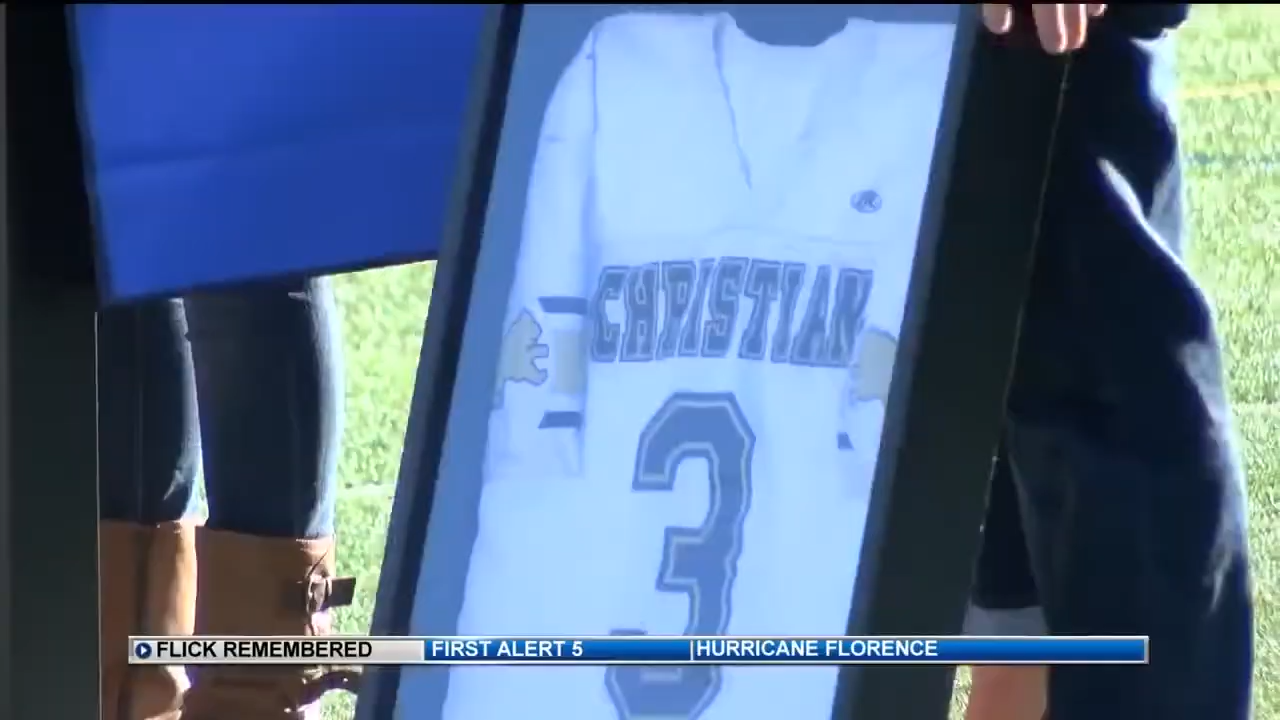 CHRISTIAN
3
FLICK REMEMBERED
FIRST ALERT 5
HURRICANE FLORENCE